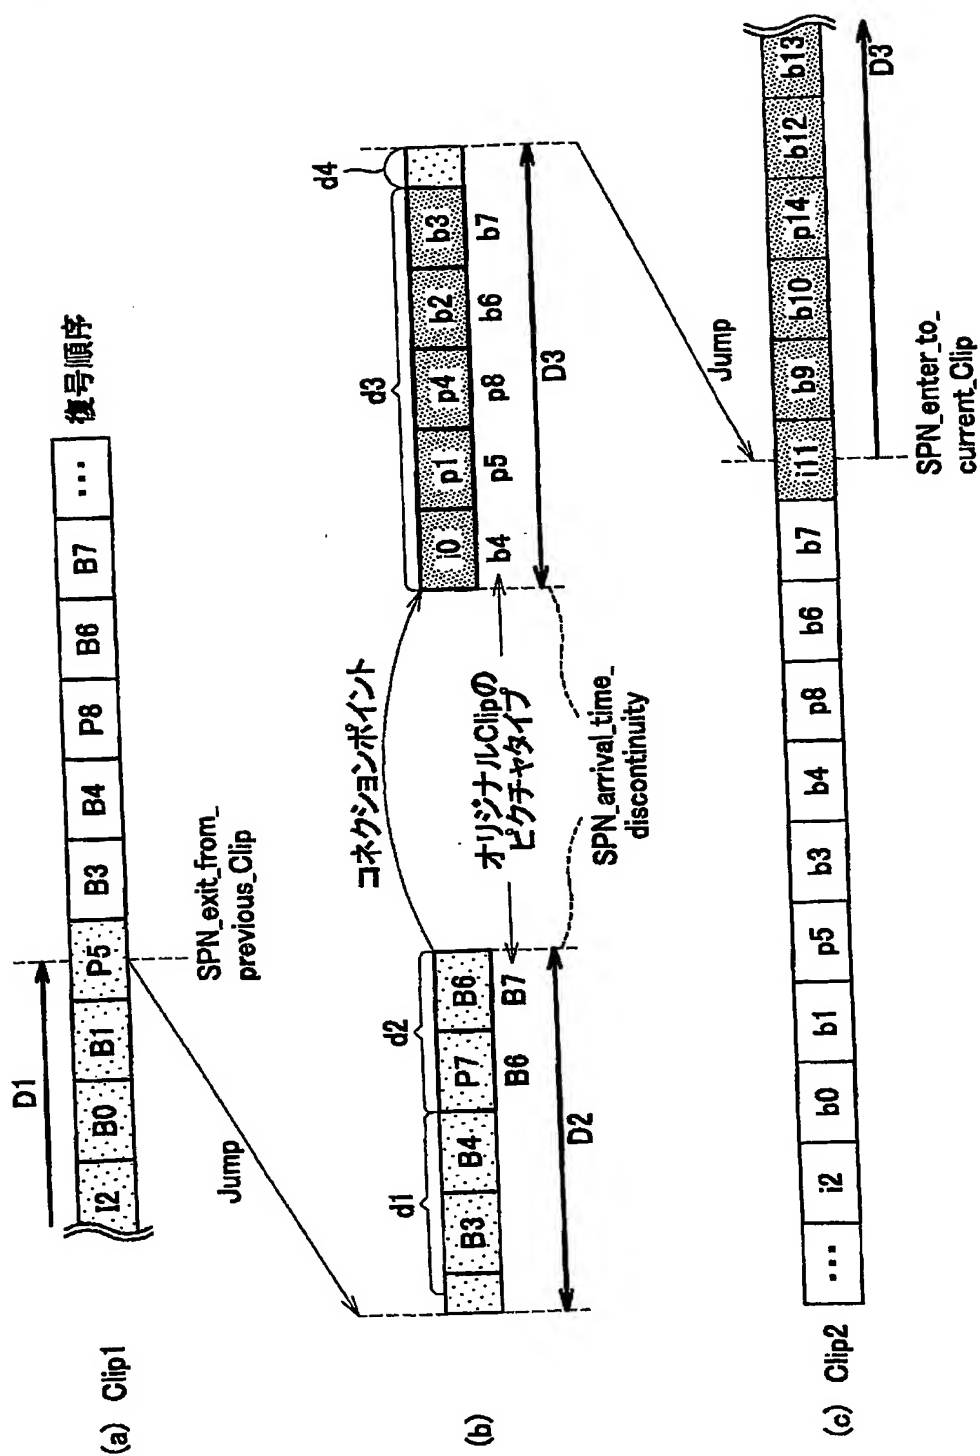 (a) Clip1
D1
I2 B0 B1 P5 B3 B4 P8 B6 B7 ...
復号順序
SPN_exit_from_
previous_Clip
Jump
(b)
d1
d2
B3 B4 P7 B6
B6 B7
D2
コネクションポイント
オリジナルClipの
ピクチャタイプ
SPN_arrival_time_
discontinuity
d3
d4
i0 p1 p4 b2 b3
b4 p5 p8 b6 b7
D3
Jump
(c) Clip2
... i2 b0 b1 p5 b3 b4 p8 b6 b7 i11 b9 b10 p14 b12 b13
SPN_enter_to_
current_Clip
D3